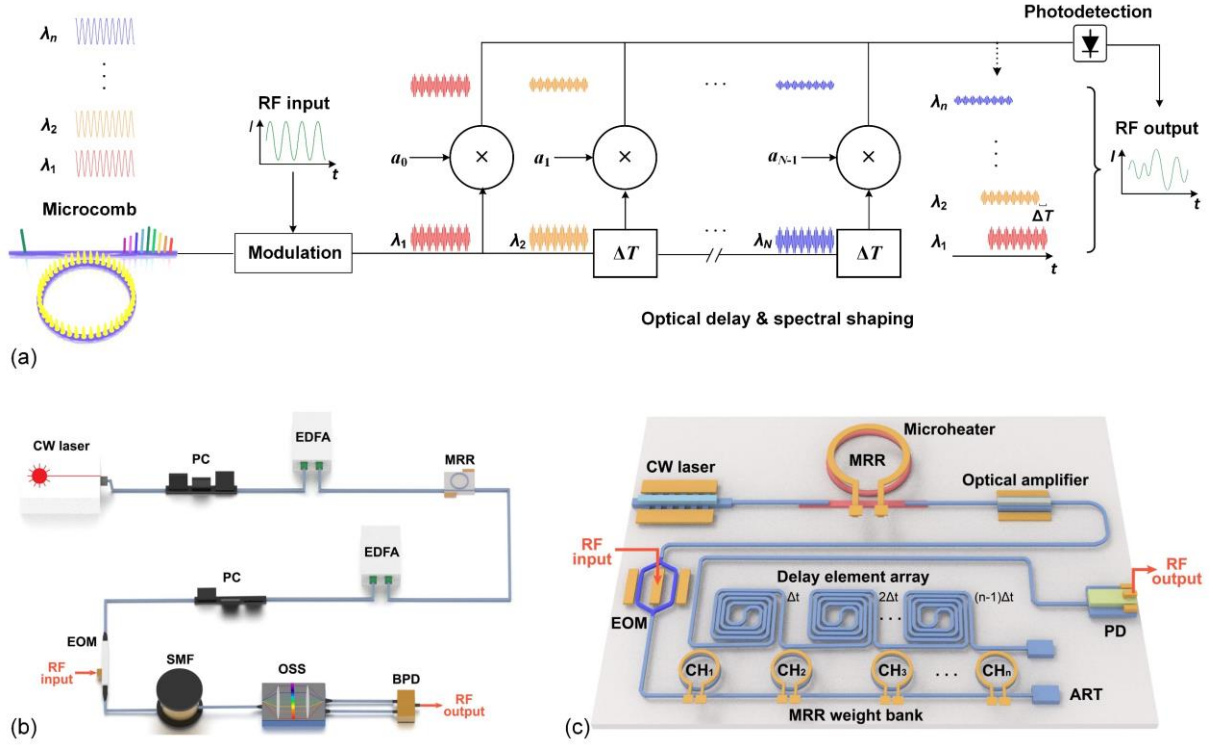 (a)
λn
λ2
λ1
Microcomb
RF input
I
t
Modulation
a0
×
a1
×
...
aN-1
×
λ1
λ2
ΔT
...
λN
ΔT
Optical delay & spectral shaping
λn
λ2
ΔT
λ1
t
Photodetection
RF output
I
t
(b)
CW laser
PC
EDFA
MRR
EDFA
PC
EOM
RF
input
SMF
OSS
BPD
RF
output
(c)
Microheater
MRR
CW laser
Optical amplifier
RF
input
EOM
Delay element array
Δt
2Δt
...
(n-1)Δt
RF
output
PD
CH1
CH2
CH3
...
CHn
ART
MRR weight bank